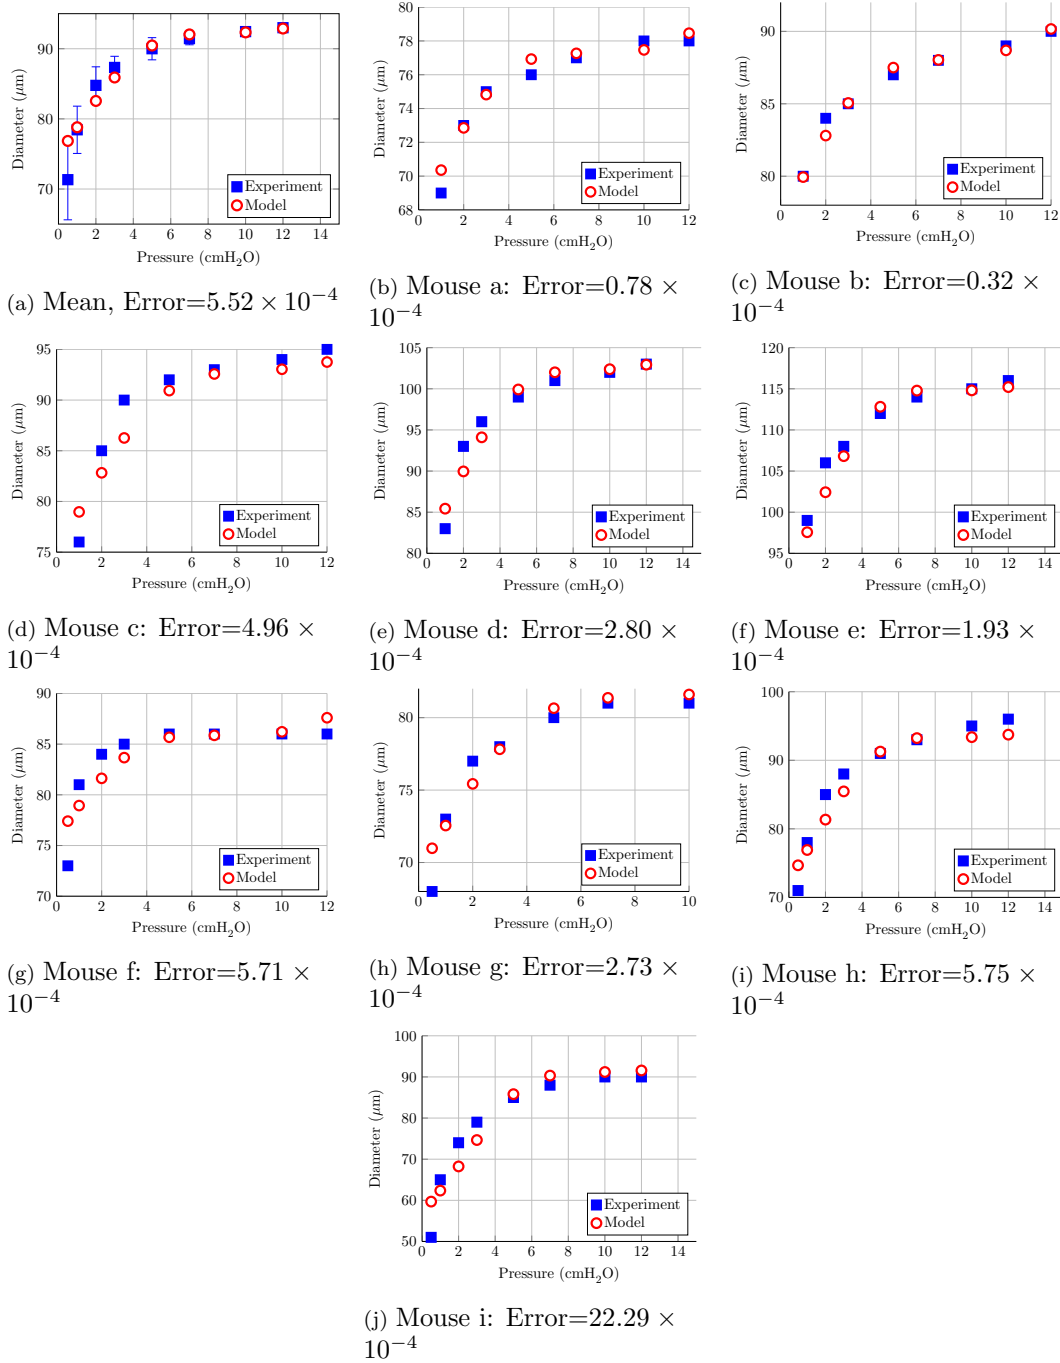 90
80
70
0 2 4 6 8 10 12 14
Diameter (μm)
Pressure (cmH₂O)
Experiment
Model
(a) Mean, Error=5.52 × 10⁻⁴
78
76
74
72
70
68
0 2 4 6 8 10 12
Diameter (μm)
Pressure (cmH₂O)
Experiment
Model
(b) Mouse a: Error=0.78 ×
10⁻⁴
90
85
80
0 2 4 6 8 10 12
Diameter (μm)
Pressure (cmH₂O)
Experiment
Model
(c) Mouse b: Error=0.32 ×
10⁻⁴
95
90
85
80
75
0 2 4 6 8 10 12
Diameter (μm)
Pressure (cmH₂O)
Experiment
Model
(d) Mouse c: Error=4.96 ×
10⁻⁴
105
100
95
90
85
80
0 2 4 6 8 10 12 14
Diameter (μm)
Pressure (cmH₂O)
Experiment
Model
(e) Mouse d: Error=2.80 ×
10⁻⁴
120
115
110
105
100
95
0 2 4 6 8 10 12 14
Diameter (μm)
Pressure (cmH₂O)
Experiment
Model
(f) Mouse e: Error=1.93 ×
10⁻⁴
90
85
80
75
70
0 2 4 6 8 10 12
Diameter (μm)
Pressure (cmH₂O)
Experiment
Model
(g) Mouse f: Error=5.71 ×
10⁻⁴
80
75
70
0 2 4 6 8 10
Diameter (μm)
Pressure (cmH₂O)
Experiment
Model
(h) Mouse g: Error=2.73 ×
10⁻⁴
100
90
80
70
0 2 4 6 8 10 12 14
Diameter (μm)
Pressure (cmH₂O)
Experiment
Model
(i) Mouse h: Error=5.75 ×
10⁻⁴
100
90
80
70
60
50
0 2 4 6 8 10 12 14
Diameter (μm)
Pressure (cmH₂O)
Experiment
Model
(j) Mouse i: Error=22.29 ×
10⁻⁴